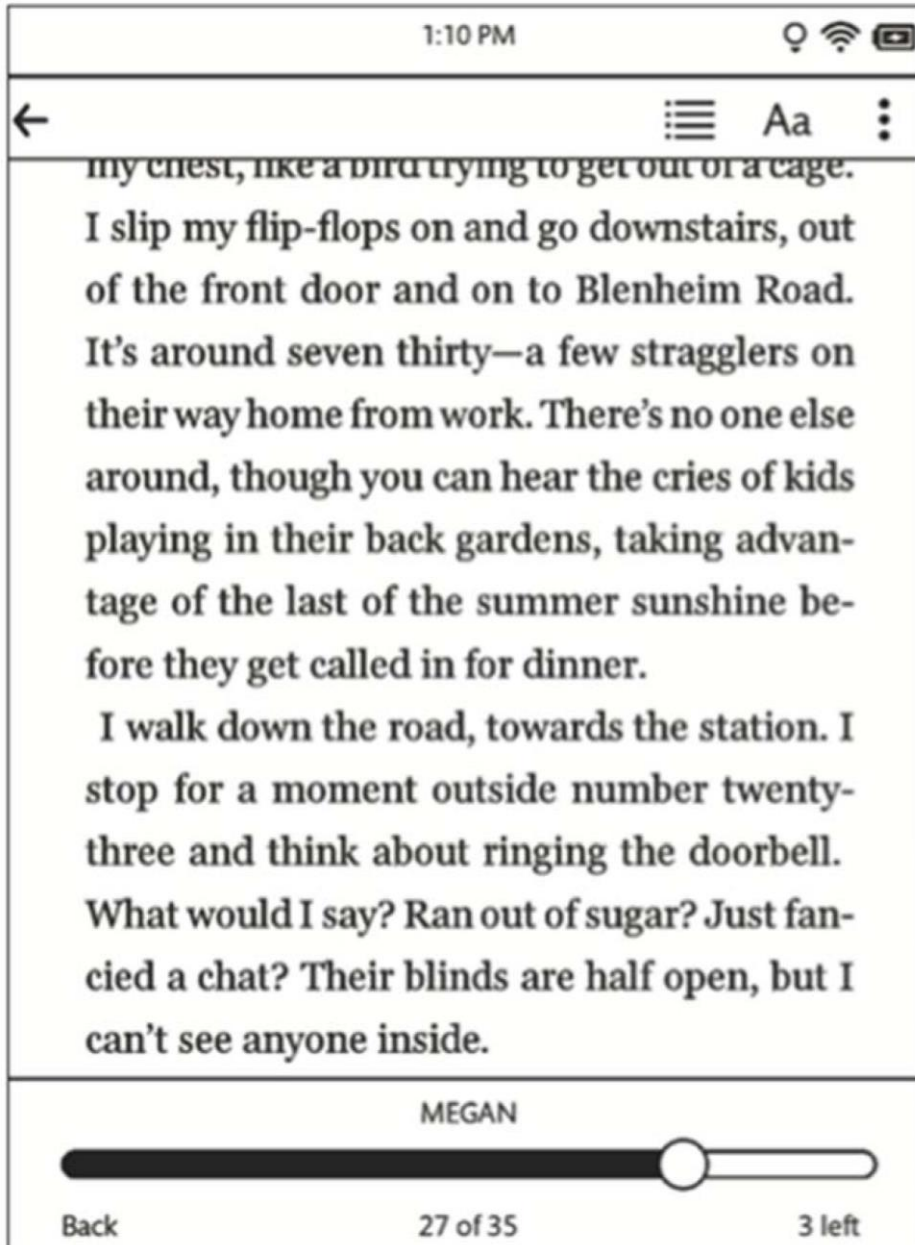 1:10 PM
Aa
my chest, like a bird trying to get out of a cage.
I slip my flip-flops on and go downstairs, out
of the front door and on to Blenheim Road.
It's around seven thirty—a few stragglers on
their way home from work. There's no one else
around, though you can hear the cries of kids
playing in their back gardens, taking advan-
tage of the last of the summer sunshine be-
fore they get called in for dinner.
I walk down the road, towards the station. I
stop for a moment outside number twenty-
three and think about ringing the doorbell.
What would I say? Ran out of sugar? Just fan-
cied a chat? Their blinds are half open, but I
can't see anyone inside.
MEGAN
Back 27 of 35 3 left